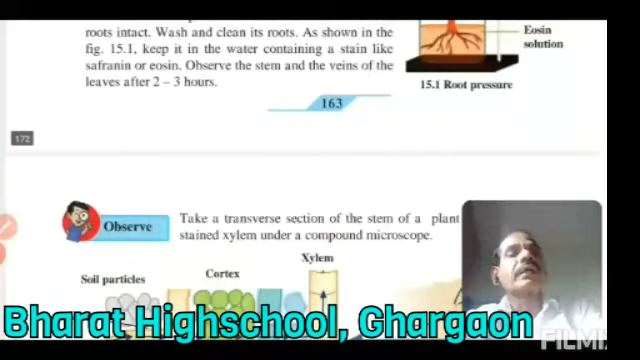 roots intact. Wash and clean its roots. As shown in the
fig. 15.1, keep it in the water containing a stain like
safranin or eosin. Observe the stem and the veins of the
leaves after 2 – 3 hours.
Eosin
solution
15.1 Root pressure
163
172
Observe
Take a transverse section of the stem of a plant
stained xylem under a compound microscope.
Xylem
Cortex
Soil particles
Bharat Highschool, Ghargaon